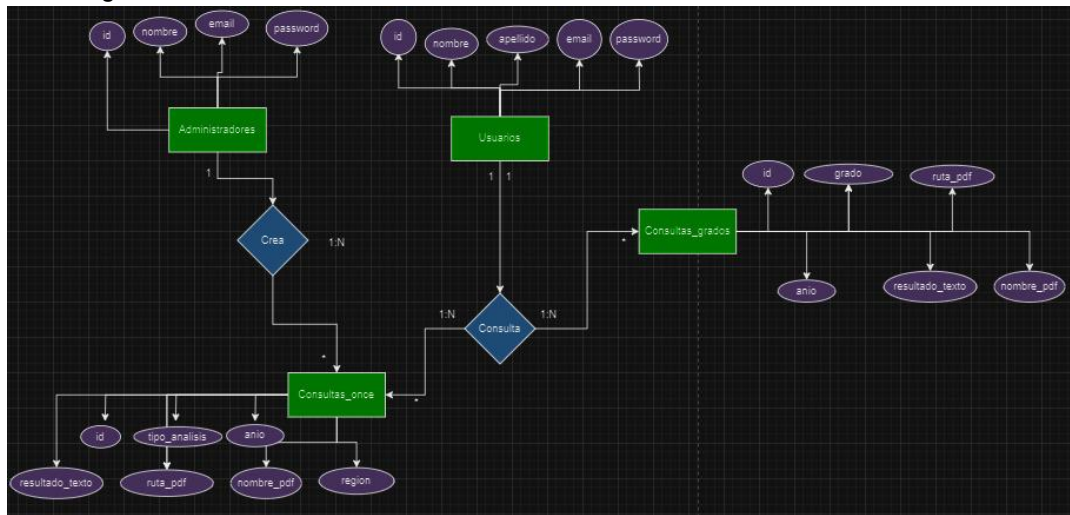 id
nombre
email
password
id
nombre
apellido
email
password
Administradores
Usuarios
1
1
1
id
grado
ruta_pdf
Crea
1:N
*
Consultas_grados
anio
resultado_texto
nombre_pdf
1:N
Consulta
1:N
*
Consultas_once
*
id
tipo_analisis
anio
resultado_texto
ruta_pdf
nombre_pdf
region